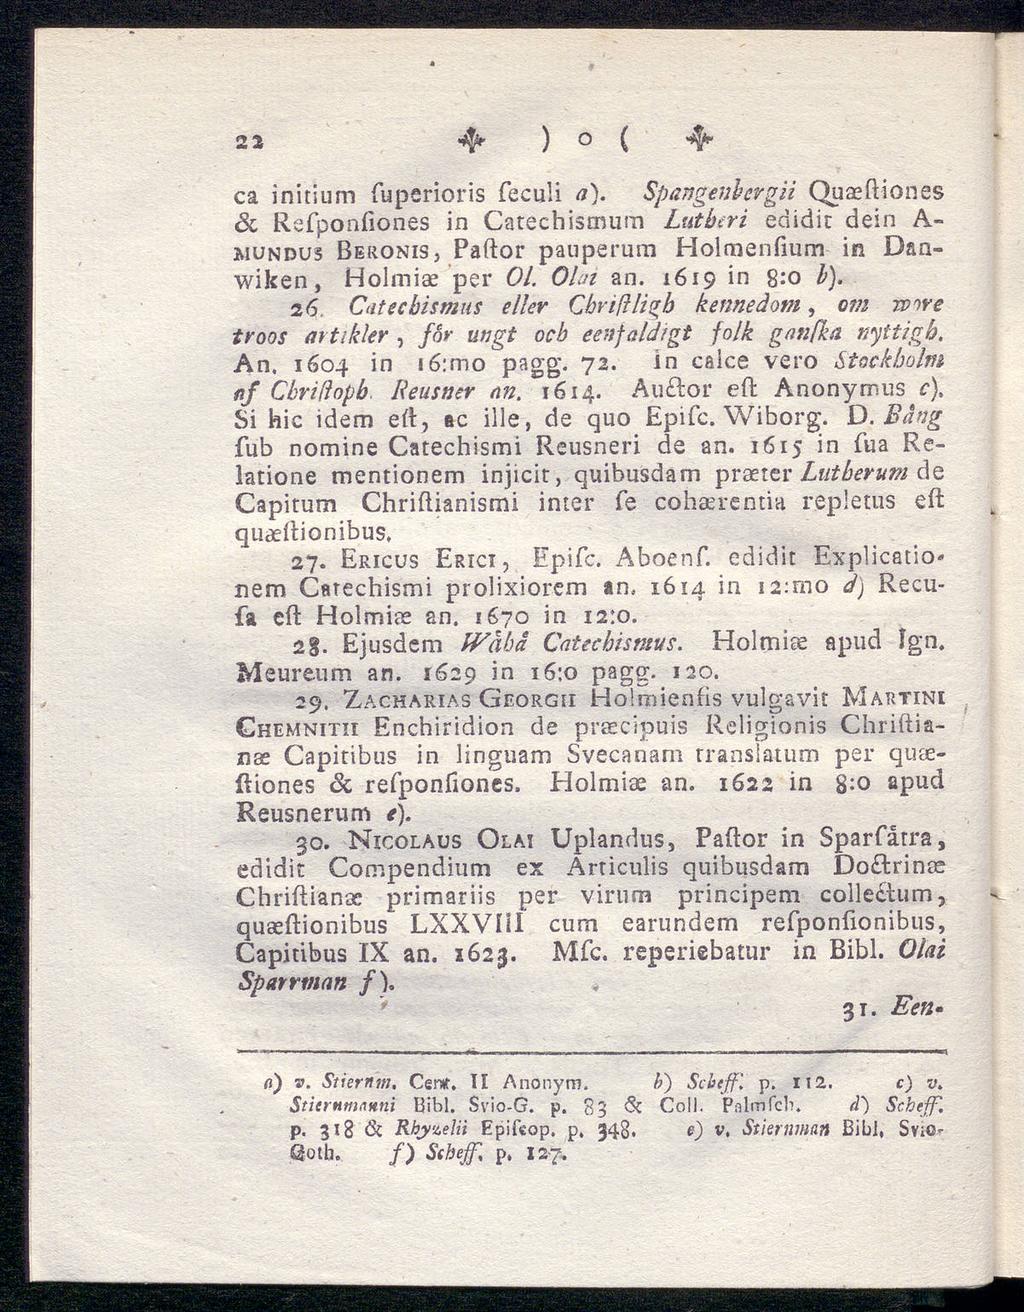 22 ) o (
ca initium ſuperioris ſeculi a). Spangenbergii Quæſtiones
& Reſponſiones in Catechismum Lutheri edidit dein A-
MUNDUS BERONIS, Paſtor pauperum Holmenſium in Dan-
wiken, Holmiæ per Ol. Olai an. 1619 in 8:o b).
26. Catechismus eller Chriſtligh kennedom, om wore
troos artikler, för ungt och eenfaldigt folk ganſka nyttigh.
An. 1604 in 16:mo pagg. 72. in calce vero Stockholm
af Chriſtoph. Reusner an. 1614. Auctor eſt Anonymus c).
Si hic idem eſt, ac ille, de quo Epiſc. Wiborg. D. Bång
ſub nomine Catechismi Reusneri de an. 1615 in ſua Re-
latione mentionem injicit, quibusdam præter Lutherum de
Capitum Chriſtianismi inter ſe cohærentia repletus eſt
quæſtionibus.
27. ERICUS ERICI, Epiſc. Aboenſ. edidit Explicatio-
nem Catechismi prolixiorem an. 1614 in 12:mo d) Recu-
ſa eſt Holmiæ an. 1670 in 12:o.
28. Ejusdem Wåhå Catechismus. Holmiæ apud Ign.
Meureum an. 1629 in 16:o pagg. 120.
29. ZACHARIAS GEORGII Holmienſis vulgavit MARTINI
CHEMNITII Enchiridion de præcipuis Religionis Chriſtia-
næ Capitibus in linguam Svecanam translatum per quæ-
ſtiones & reſponſiones. Holmiæ an. 1622 in 8:o apud
Reusnerum e).
30. NICOLAUS OLAI Uplandus, Paſtor in Sparſåtra,
edidit Compendium ex Articulis quibusdam Doctrinæ
Chriſtianæ primariis per virum principem collectum,
quæſtionibus LXXVIII cum earundem reſponſionibus,
Capitibus IX an. 1623. Mſc. reperiebatur in Bibl. Olai
Sparrman f).
31. Een-
a) v. Stiernm. Cent. II Anonym. b) Scheff. p. 112. c) v.
Stiernmanni Bibl. Svio-G. p. 83 & Coll. Palmſch. d) Scheff.
p. 318 & Rhyzelii Epiſcop. p. 348. e) v. Stiernman Bibl. Svio-
Goth. f) Scheff. p. 127.